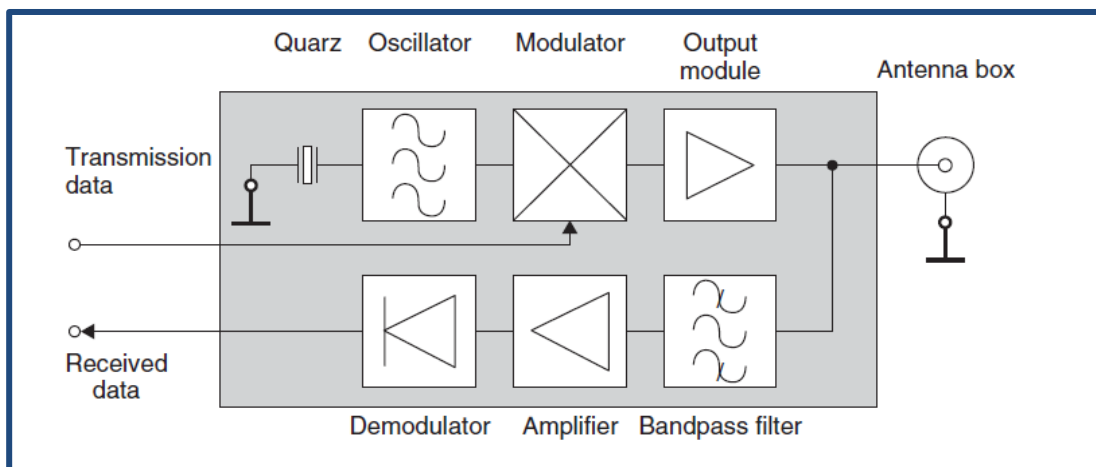 Quarz Oscillator Modulator Output
module
Antenna box
Transmission
data
Received
data
Demodulator Amplifier Bandpass filter